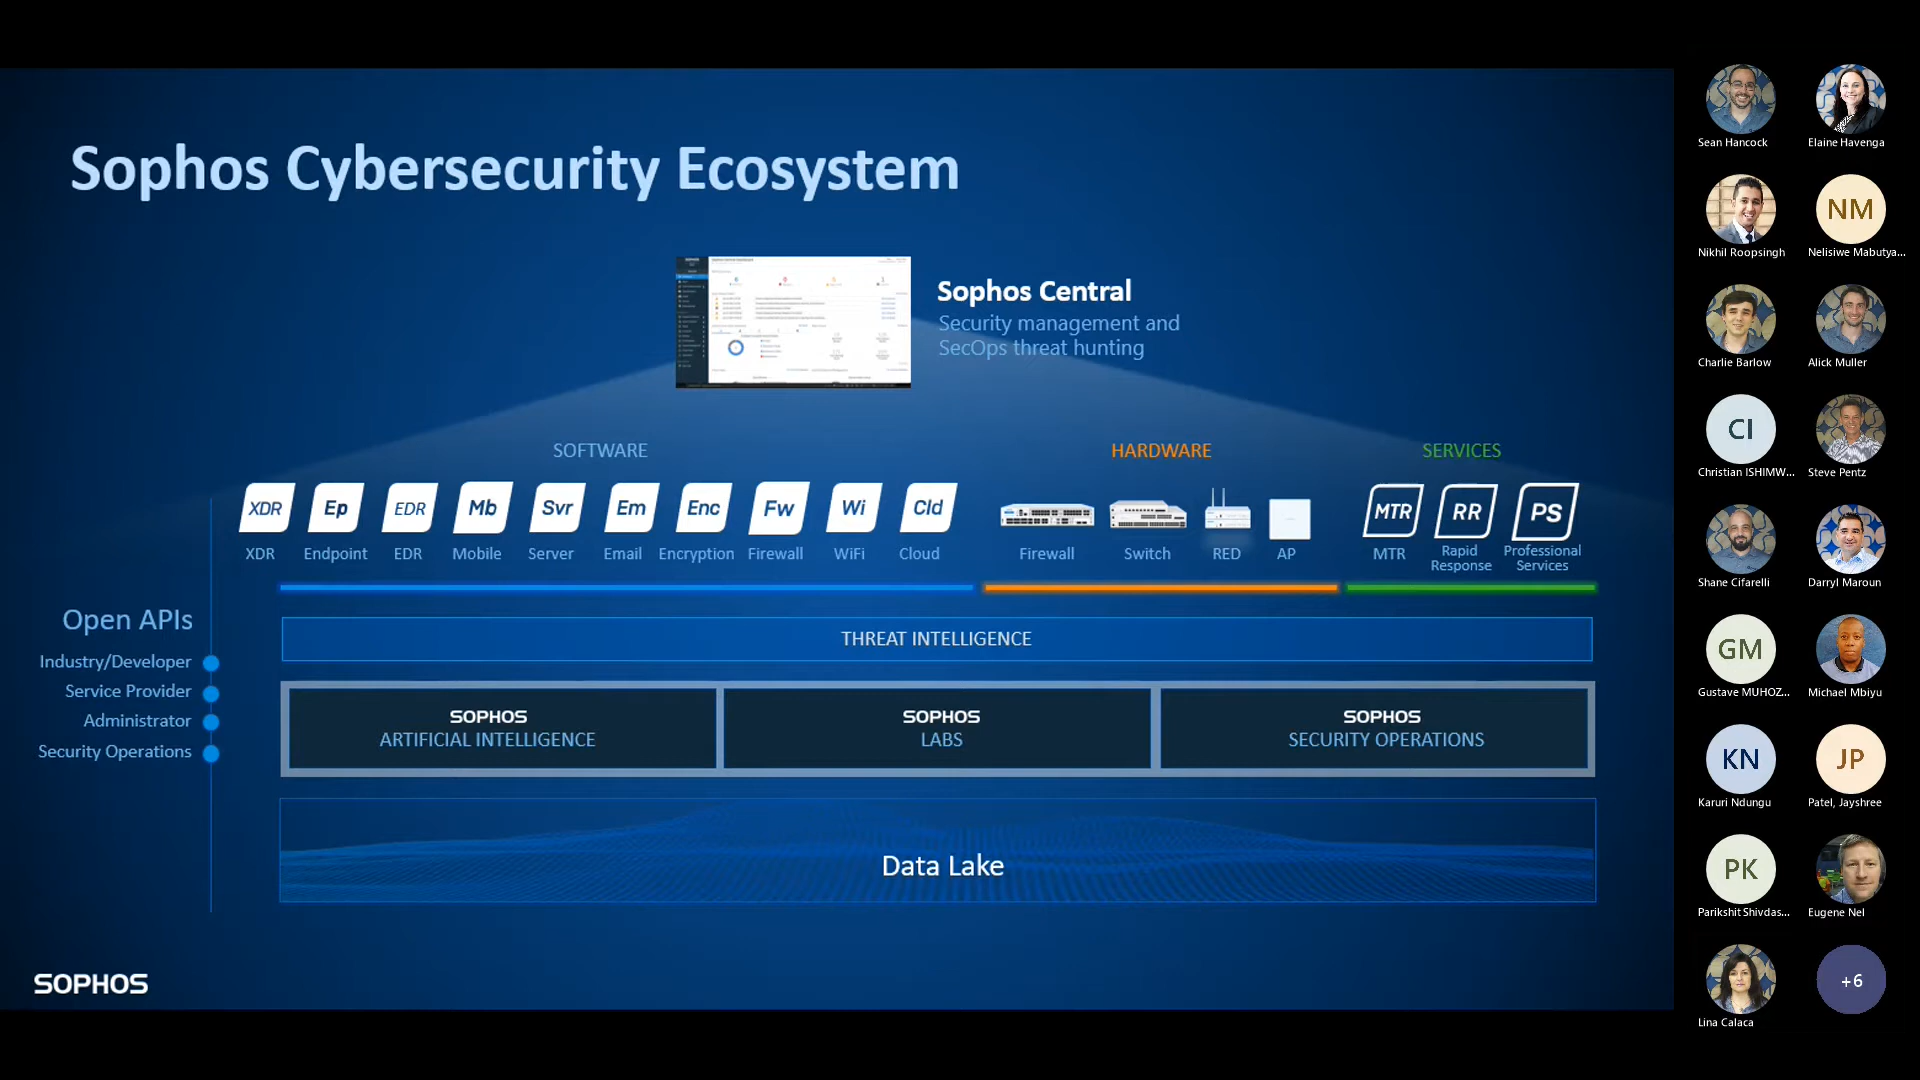 Sophos Cybersecurity Ecosystem
Sophos Central
Security management and
SecOps threat hunting
SOFTWARE
HARDWARE
SERVICES
XDR
Ep
EDR
Mb
Svr
Em
Enc
Fw
Wi
Cld
MTR
RR
PS
XDR
Endpoint
EDR
Mobile
Server
Email
Encryption
Firewall
WiFi
Cloud
Firewall
Switch
RED
AP
MTR
Rapid
Response
Professional
Services
Open APIs
Industry/Developer
Service Provider
Administrator
Security Operations
THREAT INTELLIGENCE
SOPHOS
ARTIFICIAL INTELLIGENCE
SOPHOS
LABS
SOPHOS
SECURITY OPERATIONS
Data Lake
SOPHOS
Sean Hancock
Elaine Havenga
NM
Nikhil Roopsingh
Nelisiwe Mabutya...
Charlie Barlow
Alick Muller
CI
Christian ISHIMW...
Steve Pentz
Shane Cifarelli
Darryl Maroun
GM
Gustave MUHOZ...
Michael Mbiyu
KN
JP
Karuri Ndungu
Patel, Jayshree
PK
Parikshit Shivdas...
Eugene Nel
+6
Lina Calaca